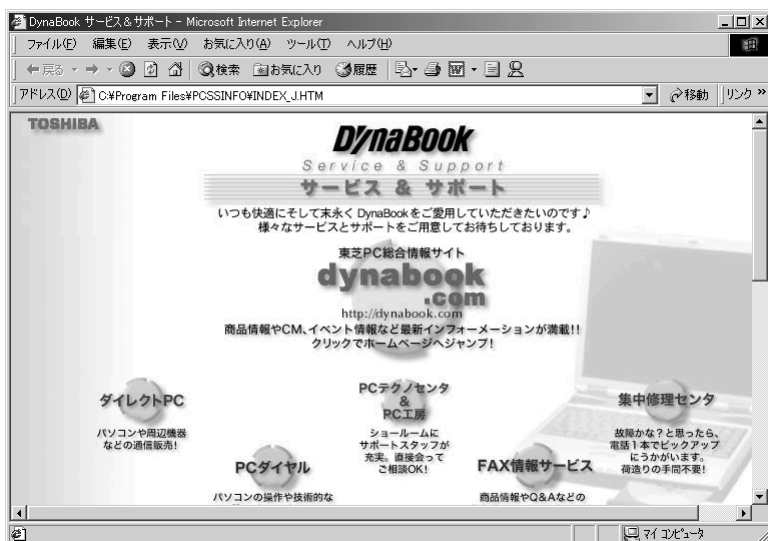 DynaBook サービス＆サポート - Microsoft Internet Explorer
ファイル(F) 編集(E) 表示(V) お気に入り(A) ツール(T) ヘルプ(H)
戻る 検索 お気に入り 履歴
アドレス(D) C:¥Program Files¥PCSSINFO¥INDEX_J.HTM 移動 リンク »
TOSHIBA
DynaBook
Service & Support
サービス & サポート
いつも快適にそして末永く DynaBookをご愛用していただきたいのです♪
様々なサービスとサポートをご用意してお待ちしております。
東芝PC総合情報サイト
dynabook
.com
http://dynabook.com
商品情報やCM、イベント情報など最新インフォーメーションが満載!!
クリックでホームページへジャンプ!
ダイレクトPC
パソコンや周辺機器
などの通信販売!
PCテクノセンタ
&
PC工房
ショールームに
サポートスタッフが
充実。直接会って
ご相談OK!
集中修理センタ
故障かな?と思ったら、
電話1本でピックアップ
にうかがいます。
荷造りの手間不要!
PCダイヤル
パソコンの操作や技術的な
FAX情報サービス
商品情報やQ&Aなどの
マイ コンピュータ